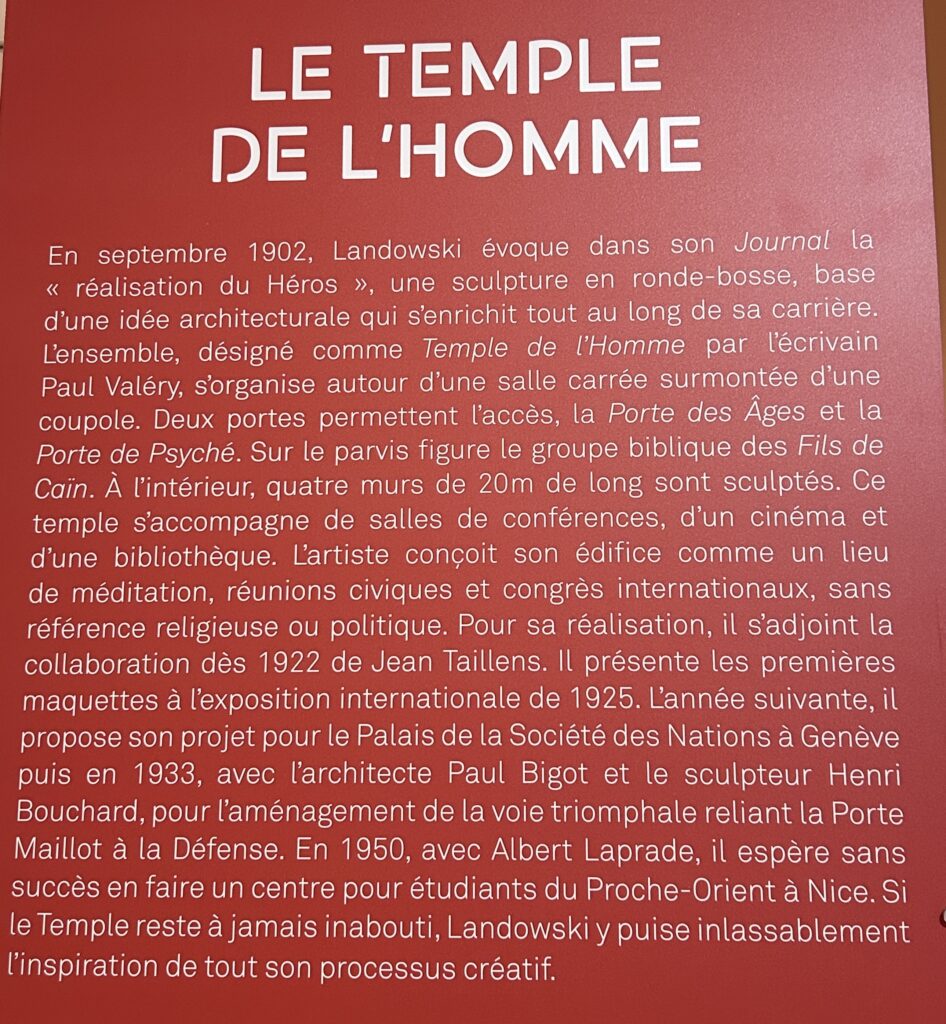 LE TEMPLE
DE L'HOMME
En septembre 1902, Landowski évoque dans son Journal la
« réalisation du Héros », une sculpture en ronde-bosse, base
d'une idée architecturale qui s'enrichit tout au long de sa carrière.
L'ensemble, désigné comme Temple de l'Homme par l'écrivain
Paul Valéry, s'organise autour d'une salle carrée surmontée d'une
coupole. Deux portes permettent l'accès, la Porte des Âges et la
Porte de Psyché. Sur le parvis figure le groupe biblique des Fils de
Caïn. À l'intérieur, quatre murs de 20m de long sont sculptés. Ce
temple s'accompagne de salles de conférences, d'un cinéma et
d'une bibliothèque. L'artiste conçoit son édifice comme un lieu
de méditation, réunions civiques et congrès internationaux, sans
référence religieuse ou politique. Pour sa réalisation, il s'adjoint la
collaboration dès 1922 de Jean Taillens. Il présente les premières
maquettes à l'exposition internationale de 1925. L'année suivante, il
propose son projet pour le Palais de la Société des Nations à Genève
puis en 1933, avec l'architecte Paul Bigot et le sculpteur Henri
Bouchard, pour l'aménagement de la voie triomphale reliant la Porte
Maillot à la Défense. En 1950, avec Albert Laprade, il espère sans
succès en faire un centre pour étudiants du Proche-Orient à Nice. Si
le Temple reste à jamais inabouti, Landowski y puise inlassablement
l'inspiration de tout son processus créatif.